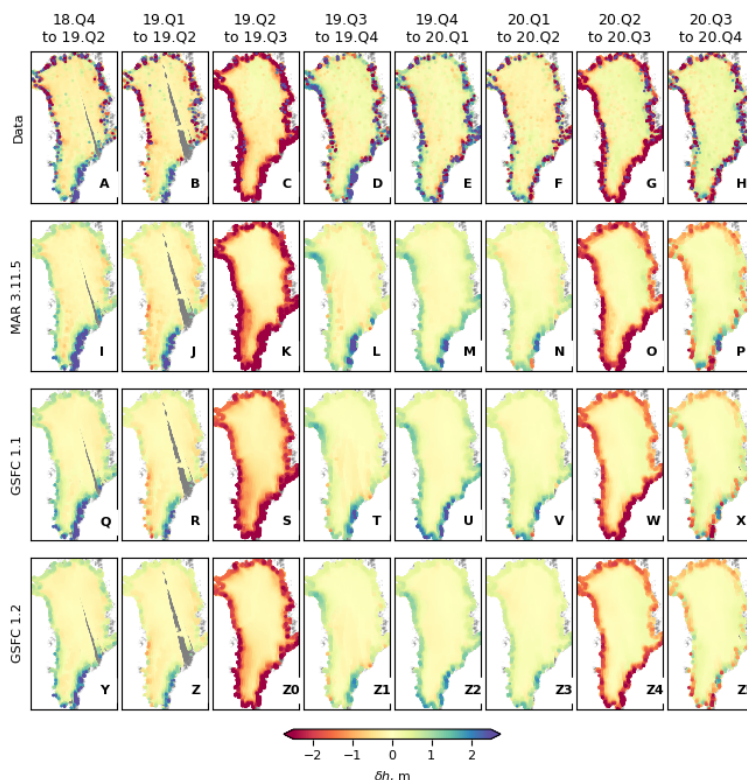 18.Q4 19.Q1 19.Q2 19.Q3 19.Q4 20.Q1 20.Q2 20.Q3
to 19.Q2 to 19.Q2 to 19.Q3 to 19.Q4 to 20.Q1 to 20.Q2 to 20.Q3 to 20.Q4
Data
A B C D E F G H
MAR 3.11.5
I J K L M N O P
GSFC 1.1
Q R S T U V W X
GSFC 1.2
Y Z Z0 Z1 Z2 Z3 Z4
−2 −1 0 1 2
δh, m